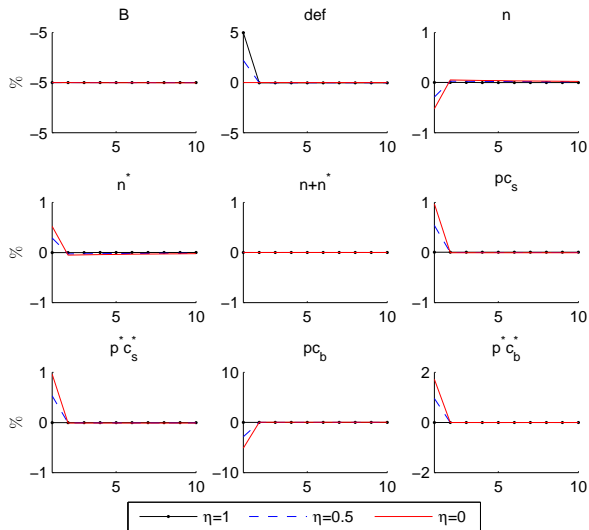 B def n
-5 5 1
% -5 0 0
-5 -5 -1
5 10 5 10 5 10
n* n+n* pc_s
1 1 1
% 0 0 0
-1 -1 -1
5 10 5 10 5 10
p*c_s* pc_b p*c_b*
1 10 2
% 0 0 0
-1 -10 -2
5 10 5 10 5 10
η=1 η=0.5 η=0